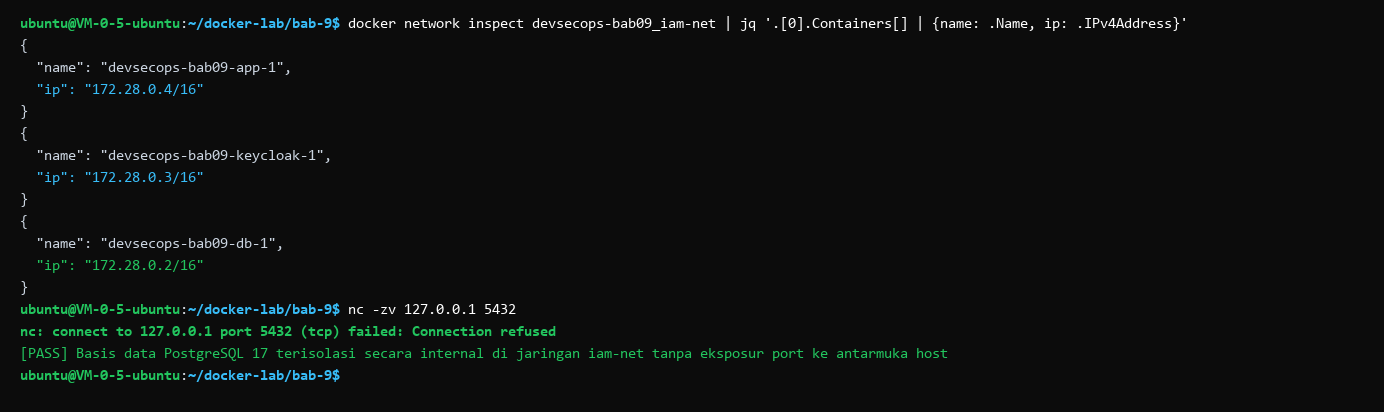 ubuntu@VM-0-5-ubuntu:~/docker-lab/bab-9$ docker network inspect devsecops-bab09_iam-net | jq '.[0].Containers[] | {name: .Name, ip: .IPv4Address}'
{
  "name": "devsecops-bab09-app-1",
  "ip": "172.28.0.4/16"
}
{
  "name": "devsecops-bab09-keycloak-1",
  "ip": "172.28.0.3/16"
}
{
  "name": "devsecops-bab09-db-1",
  "ip": "172.28.0.2/16"
}
ubuntu@VM-0-5-ubuntu:~/docker-lab/bab-9$ nc -zv 127.0.0.1 5432
nc: connect to 127.0.0.1 port 5432 (tcp) failed: Connection refused
[PASS] Basis data PostgreSQL 17 terisolasi secara internal di jaringan iam-net tanpa eksposur port ke antarmuka host
ubuntu@VM-0-5-ubuntu:~/docker-lab/bab-9$